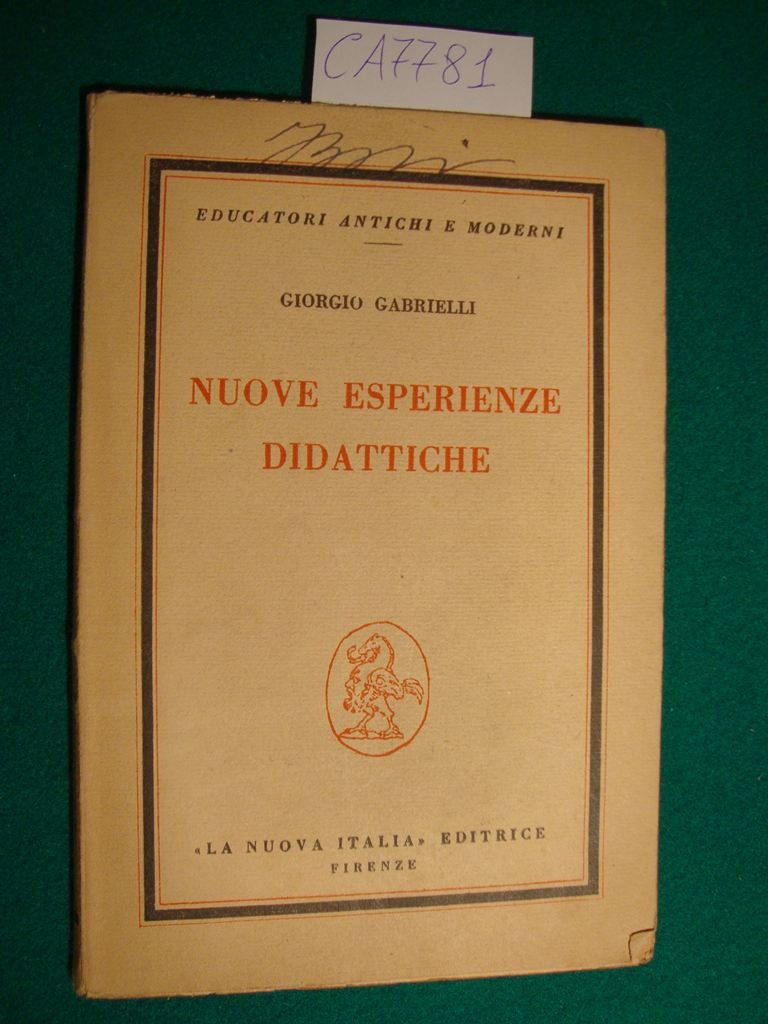 CA7781
EDUCATORI ANTICHI E MODERNI
GIORGIO GABRIELLI
NUOVE ESPERIENZE
DIDATTICHE
«LA NUOVA ITALIA» EDITRICE
FIRENZE